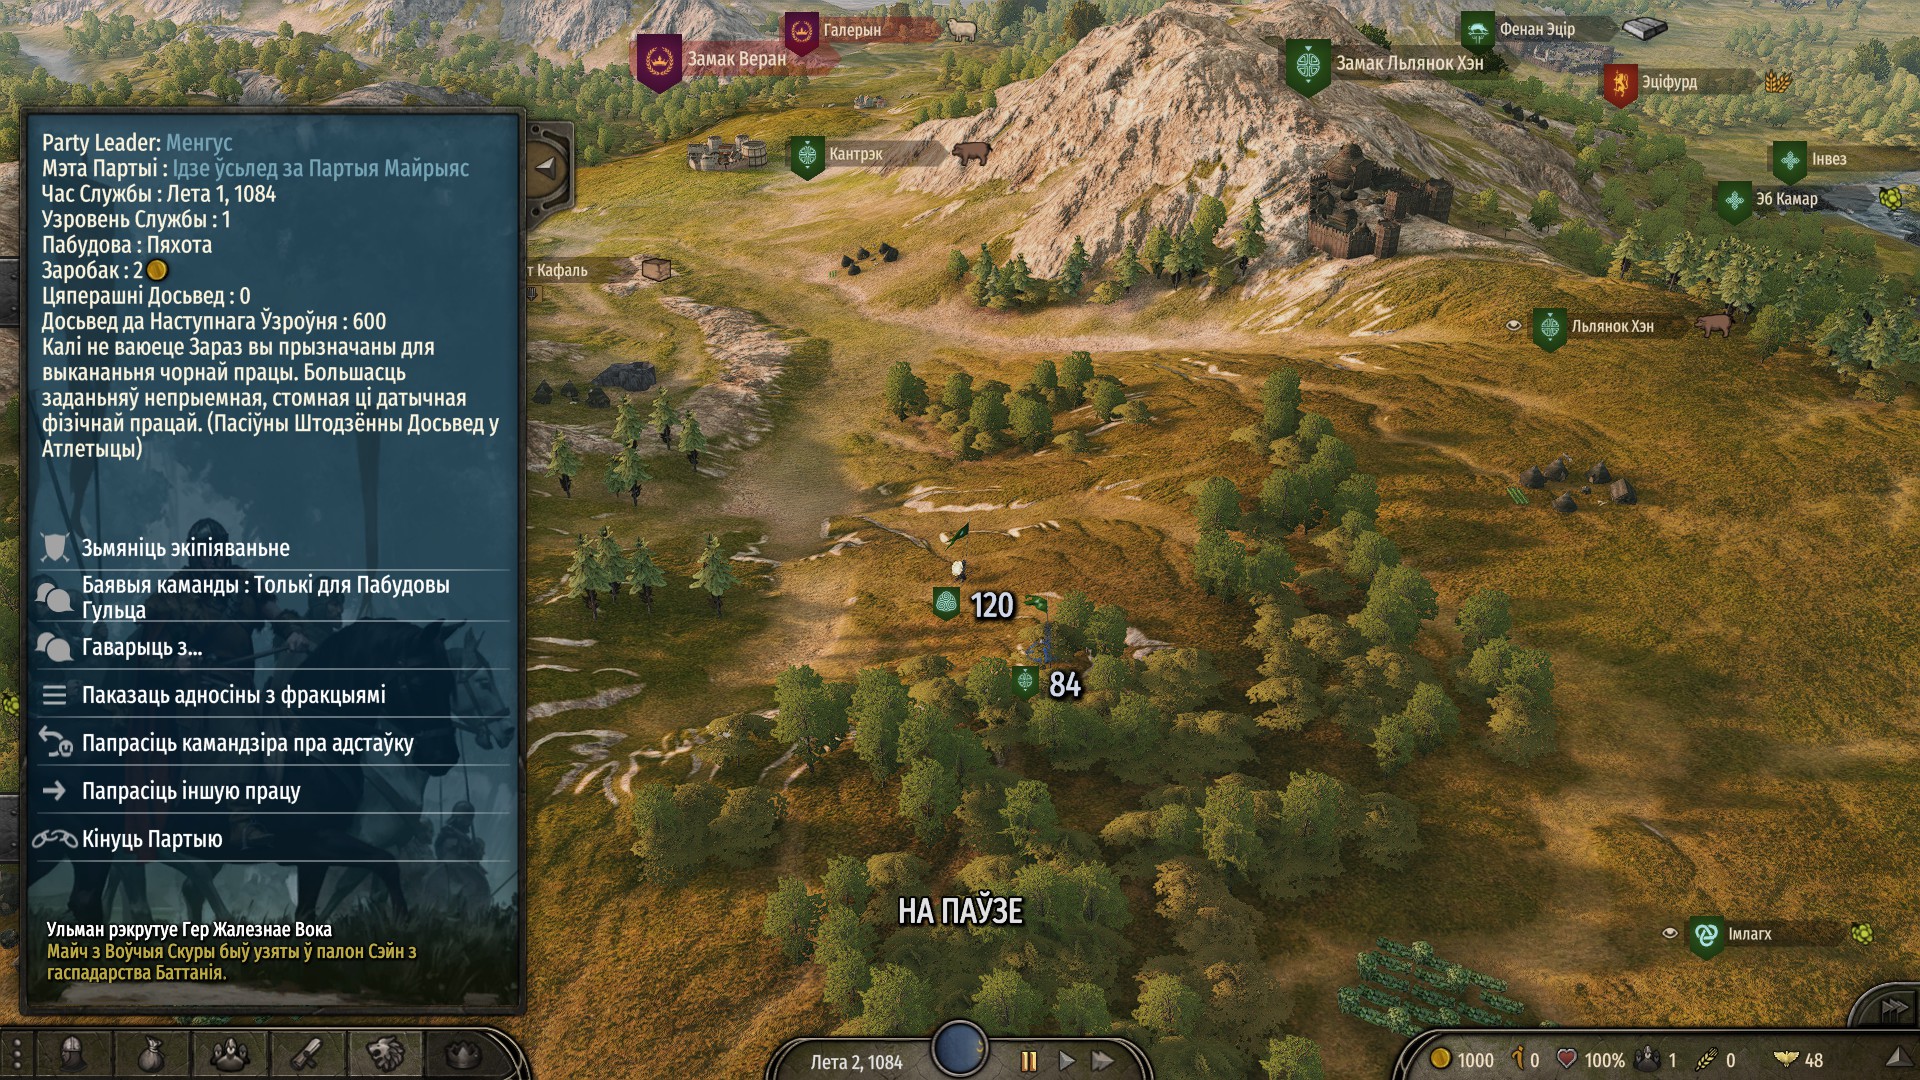 Галерын
Замак Веран
Фенан Эцір
Замак Льлянок Хэн
Эціфурд
Кантрэк
Інвез
Эб Камар
т Кафаль
Льлянок Хэн
Party Leader: Менгус
Мэта Партыі : Ідзе ўсьлед за Партыя Майрыяс
Час Службы : Лета 1, 1084
Узровень Службы : 1
Пабудова : Пяхота
Заробак : 2
Цяперашні Досьвед : 0
Досьвед да Наступнага Ўзроўня : 600
Калі не ваюеце Зараз вы прызначаны для
выкананьня чорнай працы. Большасць
заданьняў непрыемная, стомная ці датычная
фізічнай працай. (Пасіўны Штодзённы Досьвед у
Атлетыцы)
Зьмяніць экіпіяваньне
Баявыя каманды : Толькі для Пабудовы
Гульца
Гаварыць з...
Паказаць адносіны з фракцыямі
Папрасіць камандзіра пра адстаўку
Папрасіць іншую працу
Кінуць Партыю
Ульман рэкрутуе Гер Жалезнае Вока
Майч з Воўчыя Скуры быў узяты ў палон Сэйн з
гаспадарства Баттанія.
120
84
НА ПАЎЗЕ
Імлагх
Лета 2, 1084
1000 0 100% 1 0 48